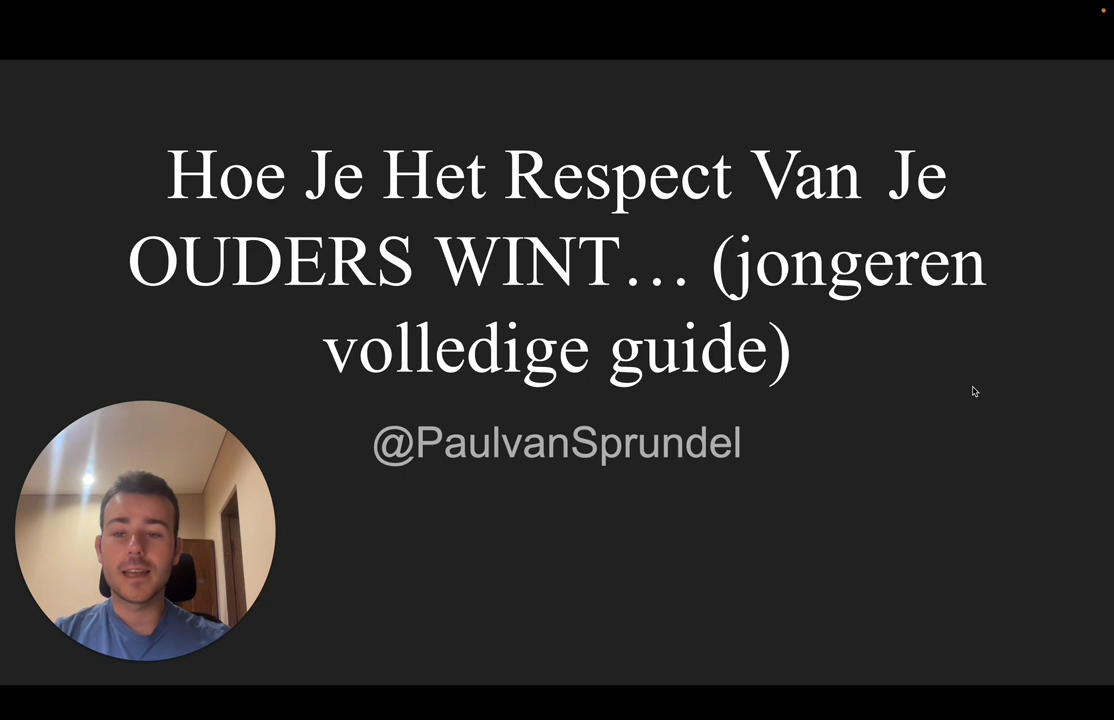 Hoe Je Het Respect Van Je
OUDERS WINT… (jongeren
volledige guide)
@PaulvanSprundel